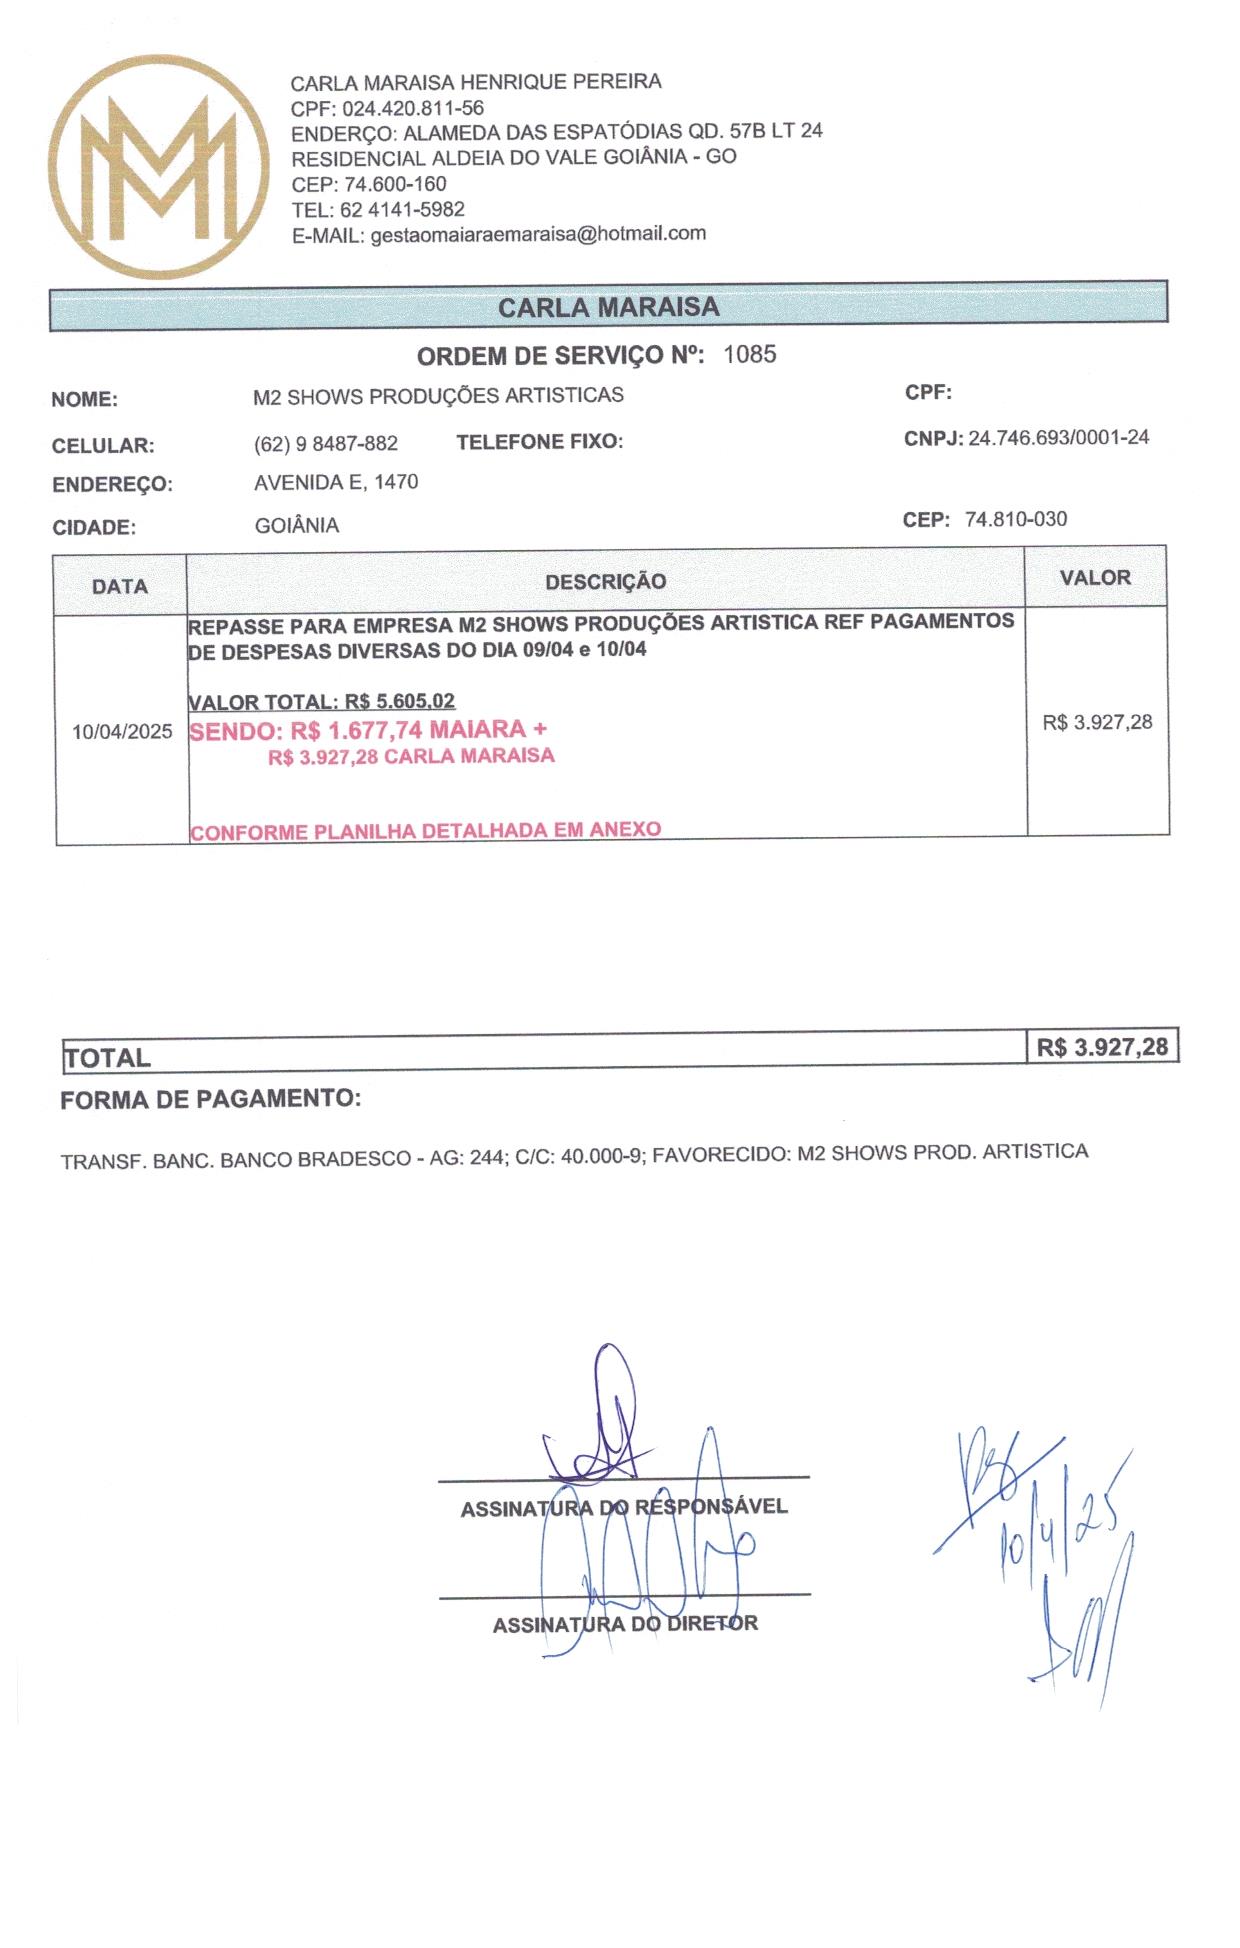 CARLA MARAISA HENRIQUE PEREIRA
CPF: 024.420.811-56
ENDERÇO: ALAMEDA DAS ESPATÓDIAS QD. 57B LT 24
RESIDENCIAL ALDEIA DO VALE GOIÂNIA - GO
CEP: 74.600-160
TEL: 62 4141-5982
E-MAIL: gestaomaiaraemaraisa@hotmail.com
CARLA MARAISA
ORDEM DE SERVIÇO Nº: 1085
NOME: M2 SHOWS PRODUÇÕES ARTISTICAS CPF:
CELULAR: (62) 9 8487-882 TELEFONE FIXO: CNPJ: 24.746.693/0001-24
ENDEREÇO: AVENIDA E, 1470
CIDADE: GOIÂNIA CEP: 74.810-030
DATA DESCRIÇÃO VALOR
REPASSE PARA EMPRESA M2 SHOWS PRODUÇÕES ARTISTICA REF PAGAMENTOS
DE DESPESAS DIVERSAS DO DIA 09/04 e 10/04
VALOR TOTAL: R$ 5.605,02
10/04/2025 SENDO: R$ 1.677,74 MAIARA + R$ 3.927,28
R$ 3.927,28 CARLA MARAISA
CONFORME PLANILHA DETALHADA EM ANEXO
TOTAL R$ 3.927,28
FORMA DE PAGAMENTO:
TRANSF. BANC. BANCO BRADESCO - AG: 244; C/C: 40.000-9; FAVORECIDO: M2 SHOWS PROD. ARTISTICA
ASSINATURA DO RESPONSÁVEL
10/4/25
ASSINATURA DO DIRETOR